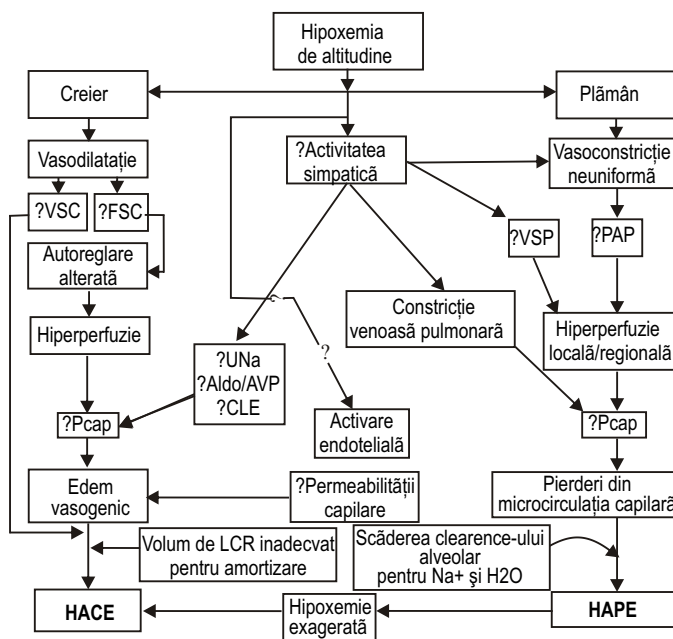 Hipoxemia
de altitudine
Creier
Plămân
Vasodilatație
?Activitatea
simpatică
Vasoconstricție
neuniformă
?VSC
?FSC
?VSP
?PAP
Autoreglare
alterată
Constricție
venoasă pulmonară
Hiperperfuzie
Hiperperfuzie
locală/regională
?
?
?UNa
?Aldo/AVP
?CLE
Activare
endotelială
?Pcap
?Pcap
Edem
vasogenic
?Permeabilității
capilare
Pierderi din
microcirculația capilară
Volum de LCR inadecvat
pentru amortizare
Scăderea clearence-ului
alveolar
pentru Na+ şi H2O
HACE
Hipoxemie
exagerată
HAPE